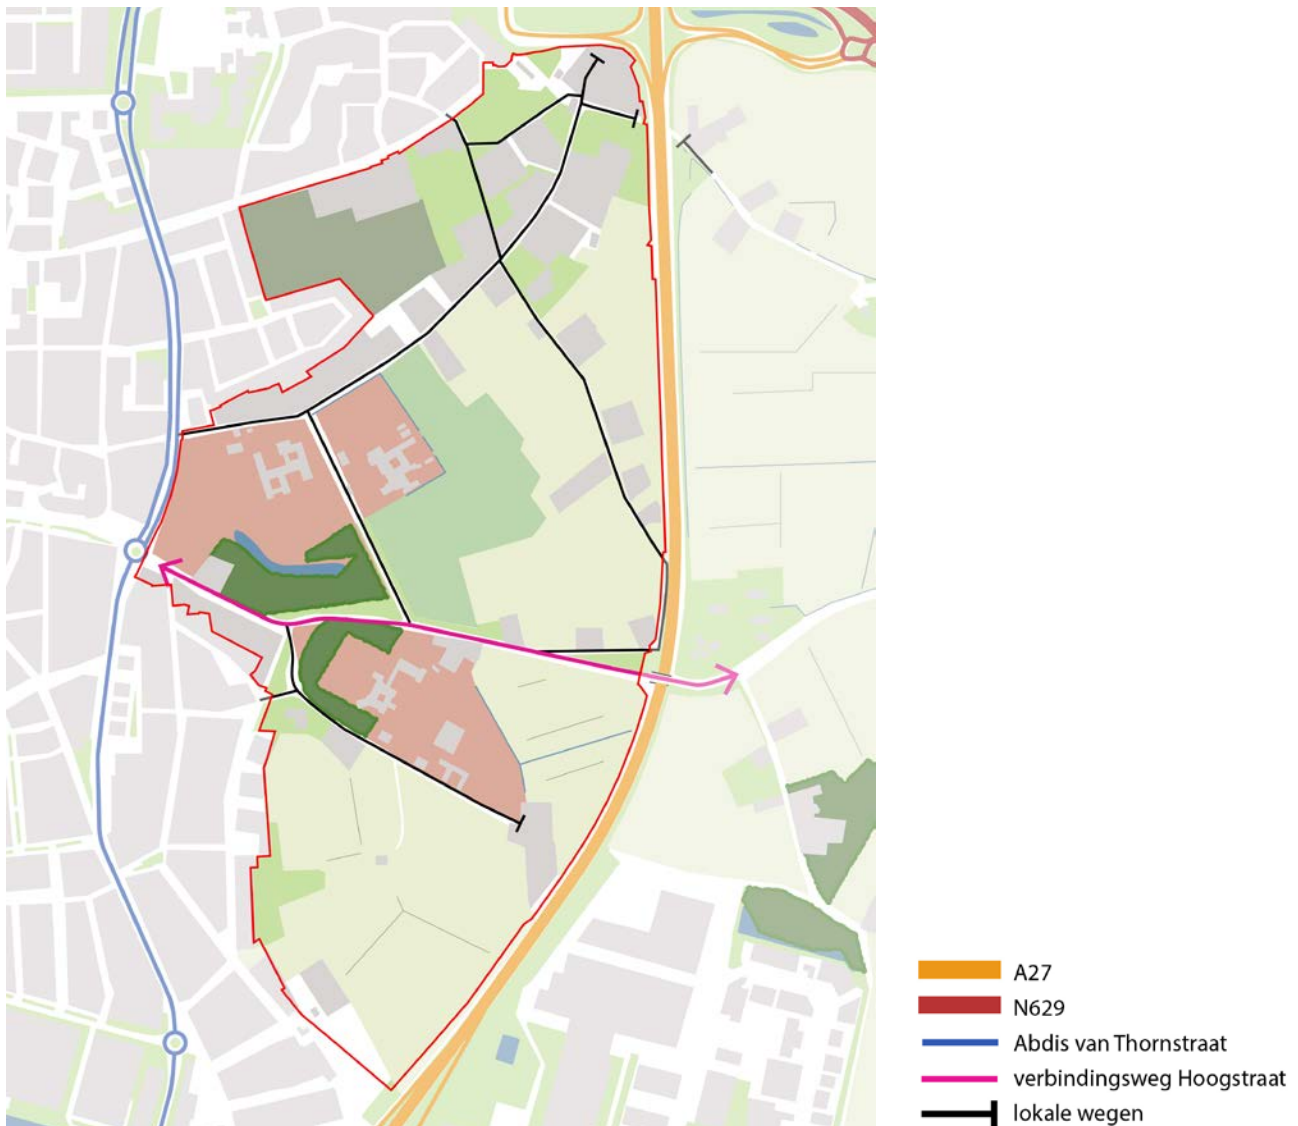 A27
N629
Abdis van Thornstraat
verbindingsweg Hoogstraat
lokale wegen